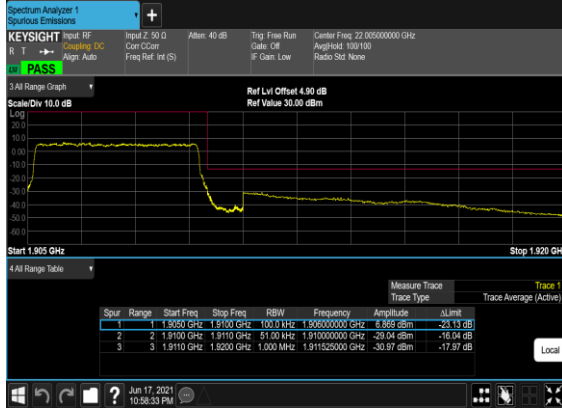 Spectrum Analyzer 1
Spurious Emissions
+
KEYSIGHT Input: RF Input Z: 50 Ω Atten: 40 dB Trig: Free Run Center Freq: 22.005000000 GHz
R T Coupling: DC Corr CCorr Gate: Off Avg|Hold: 100/100
Align: Auto Freq Ref: Int (S) IF Gain: Low Radio Std: None
PASS
3 All Range Graph
Ref Lvl Offset 4.90 dB
Scale/Div 10.0 dB Ref Value 30.00 dBm
Log
20.0
10.0
0.00
-10.0
-20.0
-30.0
-40.0
-50.0
-60.0
Start 1.905 GHz Stop 1.920 GH
4 All Range Table
Measure Trace Trace 1
Trace Type Trace Average (Active)
Spur Range Start Freq Stop Freq RBW Frequency Amplitude ΔLimit
1 1 1.9050 GHz 1.9100 GHz 100.0 kHz 1.906000000 GHz 6.869 dBm -23.13 dB
2 2 1.9100 GHz 1.9110 GHz 51.00 kHz 1.910000000 GHz -29.04 dBm -16.04 dB
3 3 1.9110 GHz 1.9200 GHz 1.000 MHz 1.911525000 GHz -30.97 dBm -17.97 dB
Local
?
Jun 17, 2021
10:58:33 PM